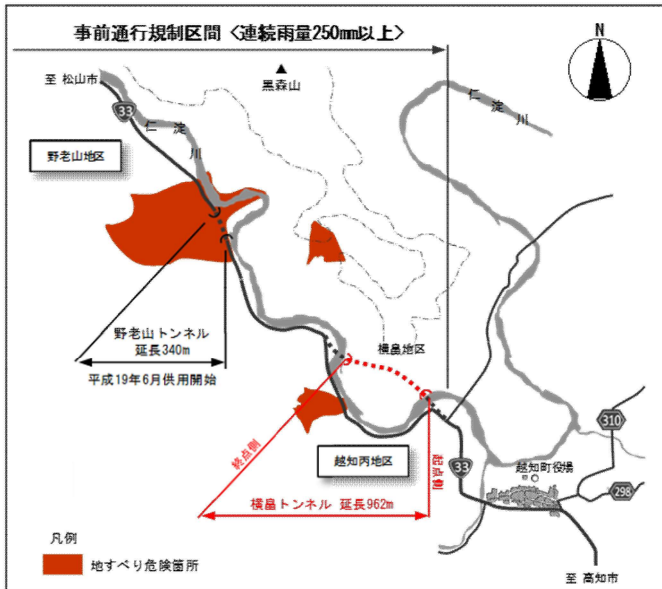 事前通行規制区間〈連続雨量250mm以上〉
N
至 松山市
黒森山
33
仁淀川
仁淀川
野老山地区
野老山トンネル
延長340m
平成19年6月供用開始
横畠地区
終点側
越知丙地区
起点側
33
越知町役場
310
298
横畠トンネル 延長962m
凡例
地すべり危険箇所
至 高知市